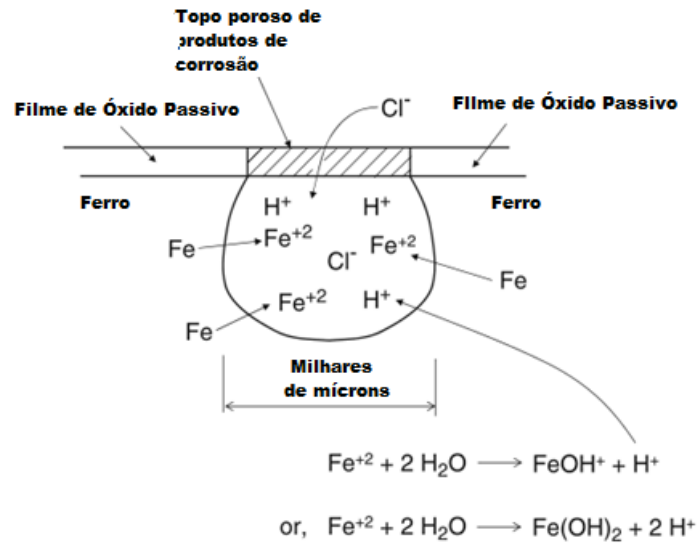 Topo poroso de
produtos de
corrosão
Filme de Óxido Passivo
Cl⁻
FIlme de Óxido Passivo
Ferro
H⁺
H⁺
Ferro
Fe
Fe⁺²
Cl⁻
Fe⁺²
Fe
Fe
Fe⁺²
H⁺
Milhares
de mícrons
Fe⁺² + 2 H₂O ⟶ FeOH⁺ + H⁺
or, Fe⁺² + 2 H₂O ⟶ Fe(OH)₂ + 2 H⁺